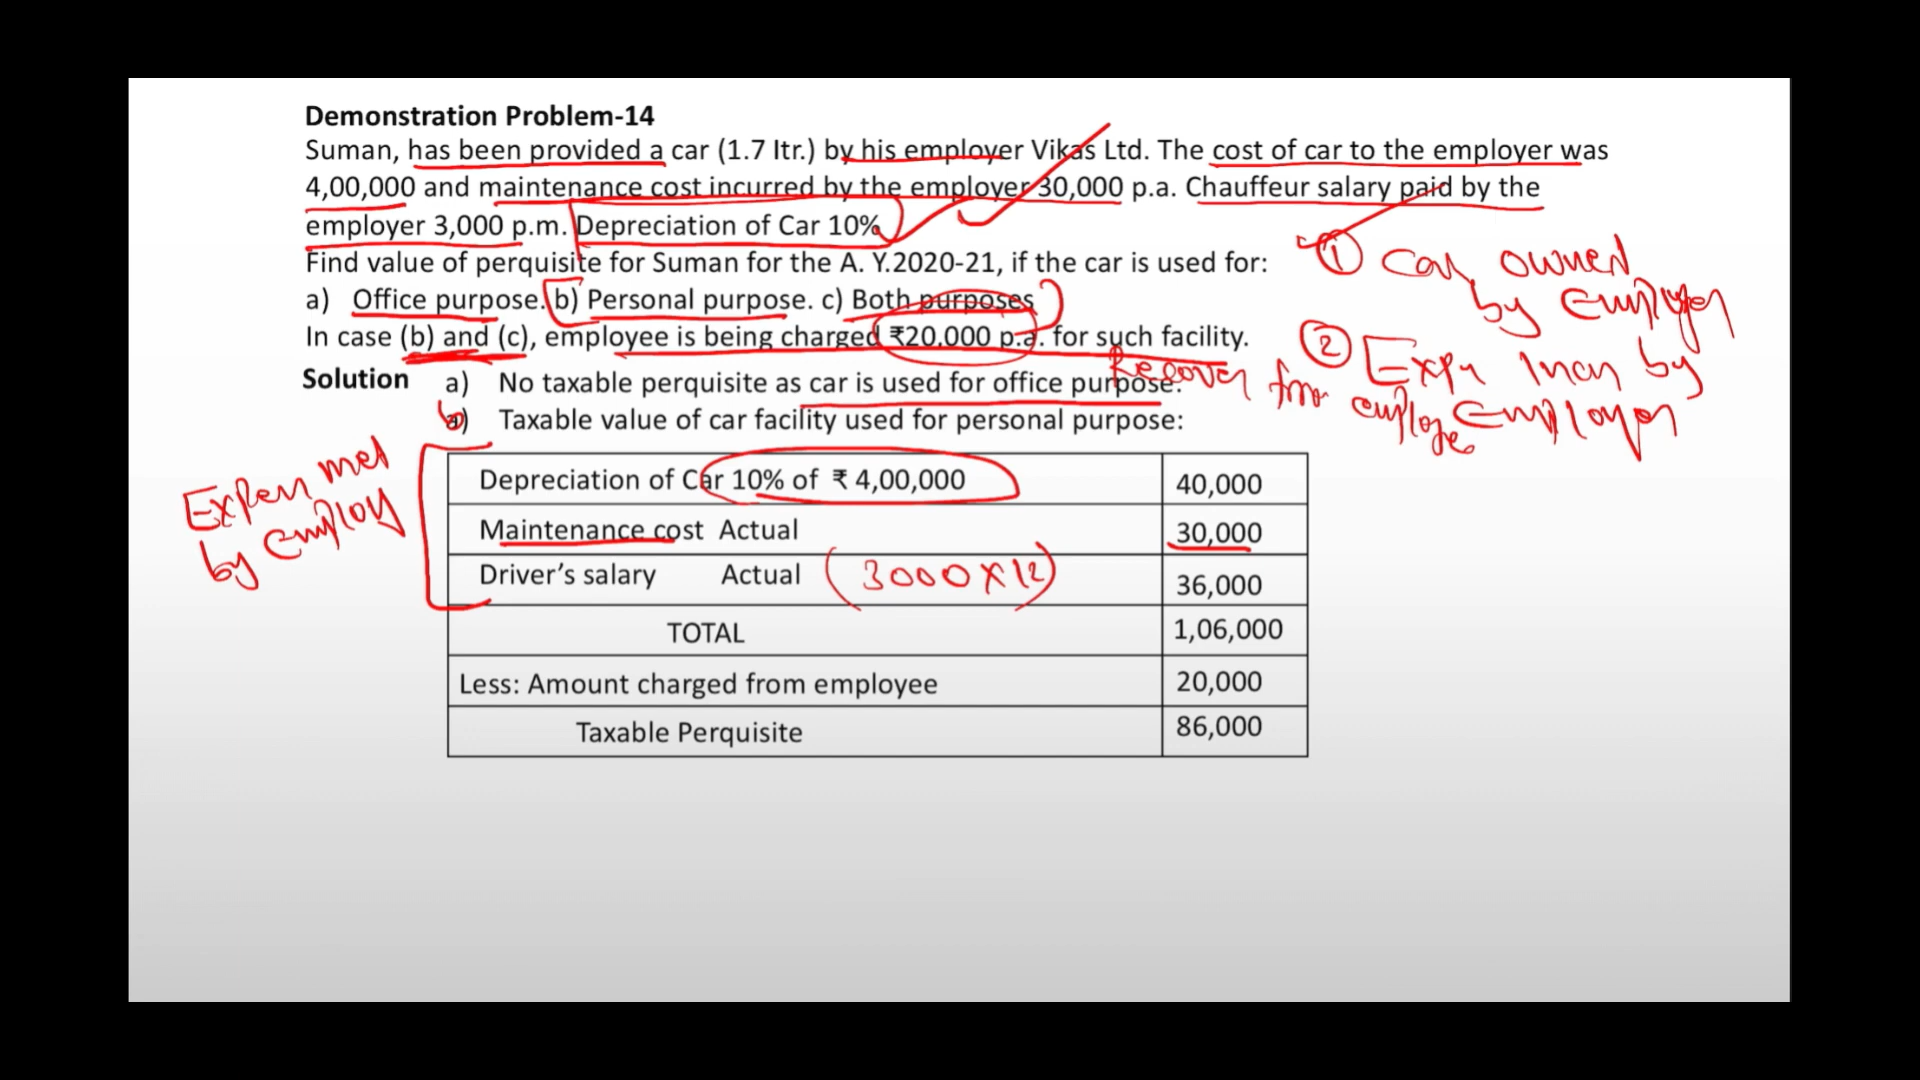 Demonstration Problem-14
Suman, has been provided a car (1.7 ltr.) by his employer Vikas Ltd. The cost of car to the employer was
4,00,000 and maintenance cost incurred by the employer 30,000 p.a. Chauffeur salary paid by the
employer 3,000 p.m. Depreciation of Car 10%
Find value of perquisite for Suman for the A. Y.2020-21, if the car is used for:
a) Office purpose. b) Personal purpose. c) Both purposes
In case (b) and (c), employee is being charged ₹20,000 p.a. for such facility.
① Car owned
by employer
② Expn by
employer
Recover from
Solution a) No taxable perquisite as car is used for office purpose.
b) Taxable value of car facility used for personal purpose:
Expen met
by employ
Depreciation of Car 10% of ₹ 4,00,000 40,000
Maintenance cost Actual 30,000
Driver's salary Actual (3000 X 12) 36,000
TOTAL 1,06,000
Less: Amount charged from employee 20,000
Taxable Perquisite 86,000